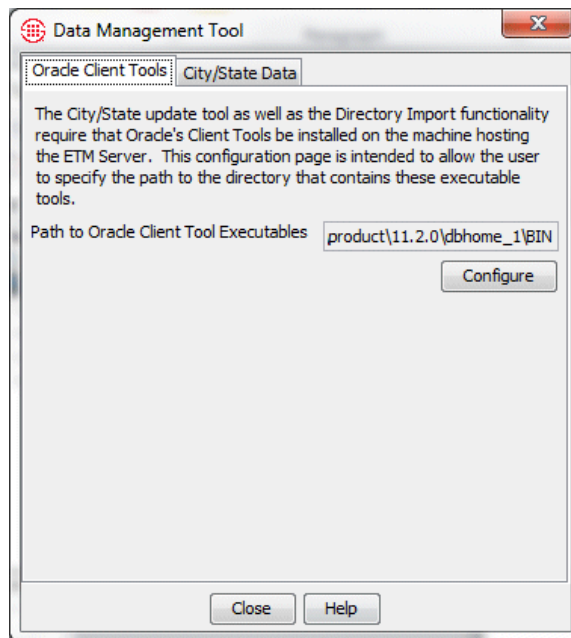 Data Management Tool
Oracle Client Tools
City/State Data
The City/State update tool as well as the Directory Import functionality
require that Oracle's Client Tools be installed on the machine hosting
the ETM Server. This configuration page is intended to allow the user
to specify the path to the directory that contains these executable
tools.
Path to Oracle Client Tool Executables
product\11.2.0\dbhome_1\BIN
Configure
Close
Help